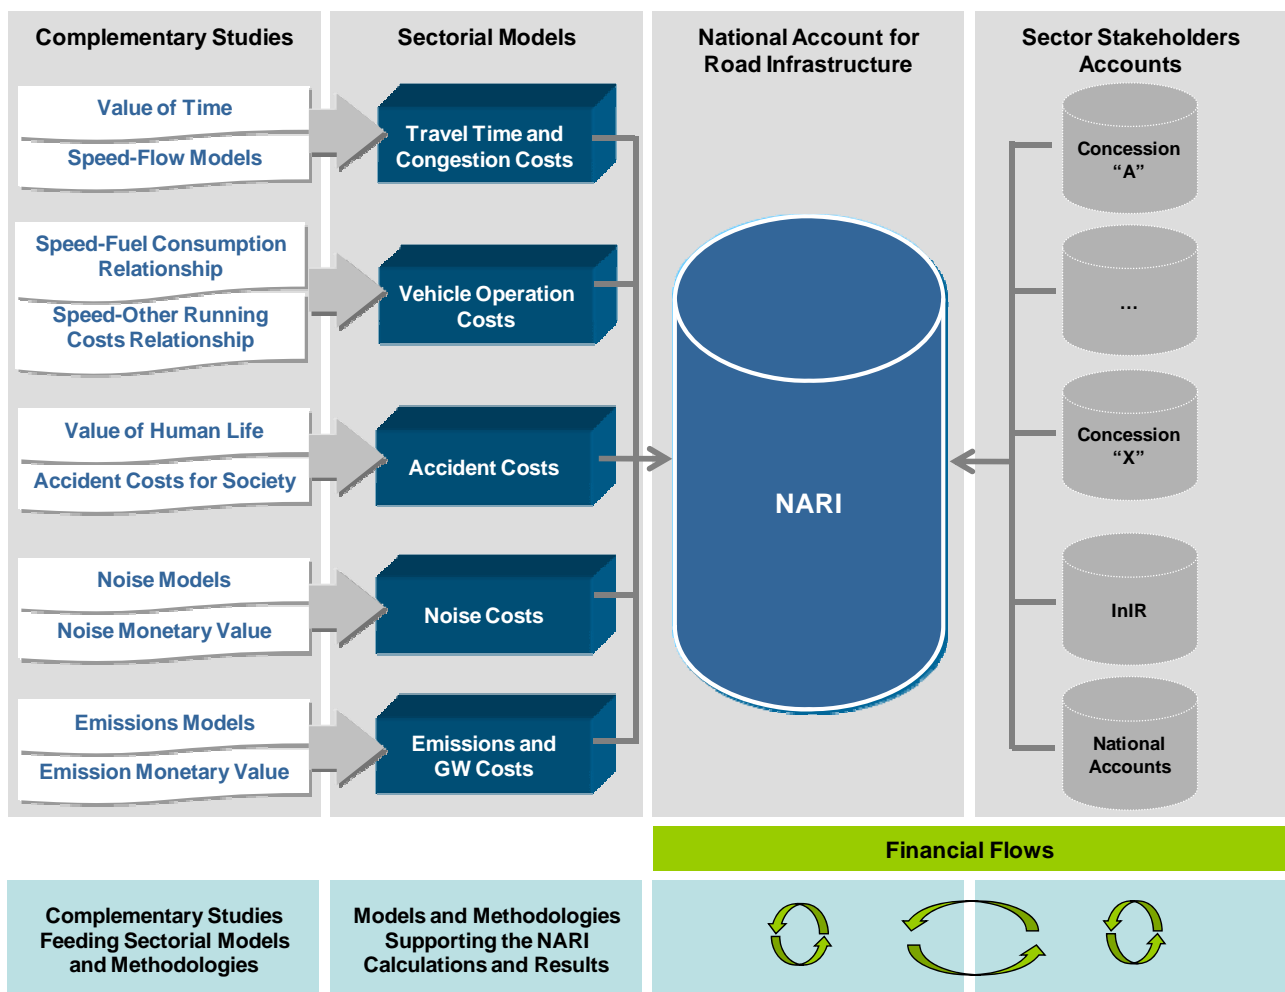 Complementary Studies
Value of Time
Speed-Flow Models
Speed-Fuel Consumption
Relationship
Speed-Other Running
Costs Relationship
Value of Human Life
Accident Costs for Society
Noise Models
Noise Monetary Value
Emissions Models
Emission Monetary Value
Sectorial Models
Travel Time and
Congestion Costs
Vehicle Operation
Costs
Accident Costs
Noise Costs
Emissions and
GW Costs
National Account for
Road Infrastructure
NARI
Sector Stakeholders
Accounts
Concession
“A”
...
Concession
“X”
InIR
National
Accounts
Financial Flows
Complementary Studies
Feeding Sectorial Models
and Methodologies
Models and Methodologies
Supporting the NARI
Calculations and Results